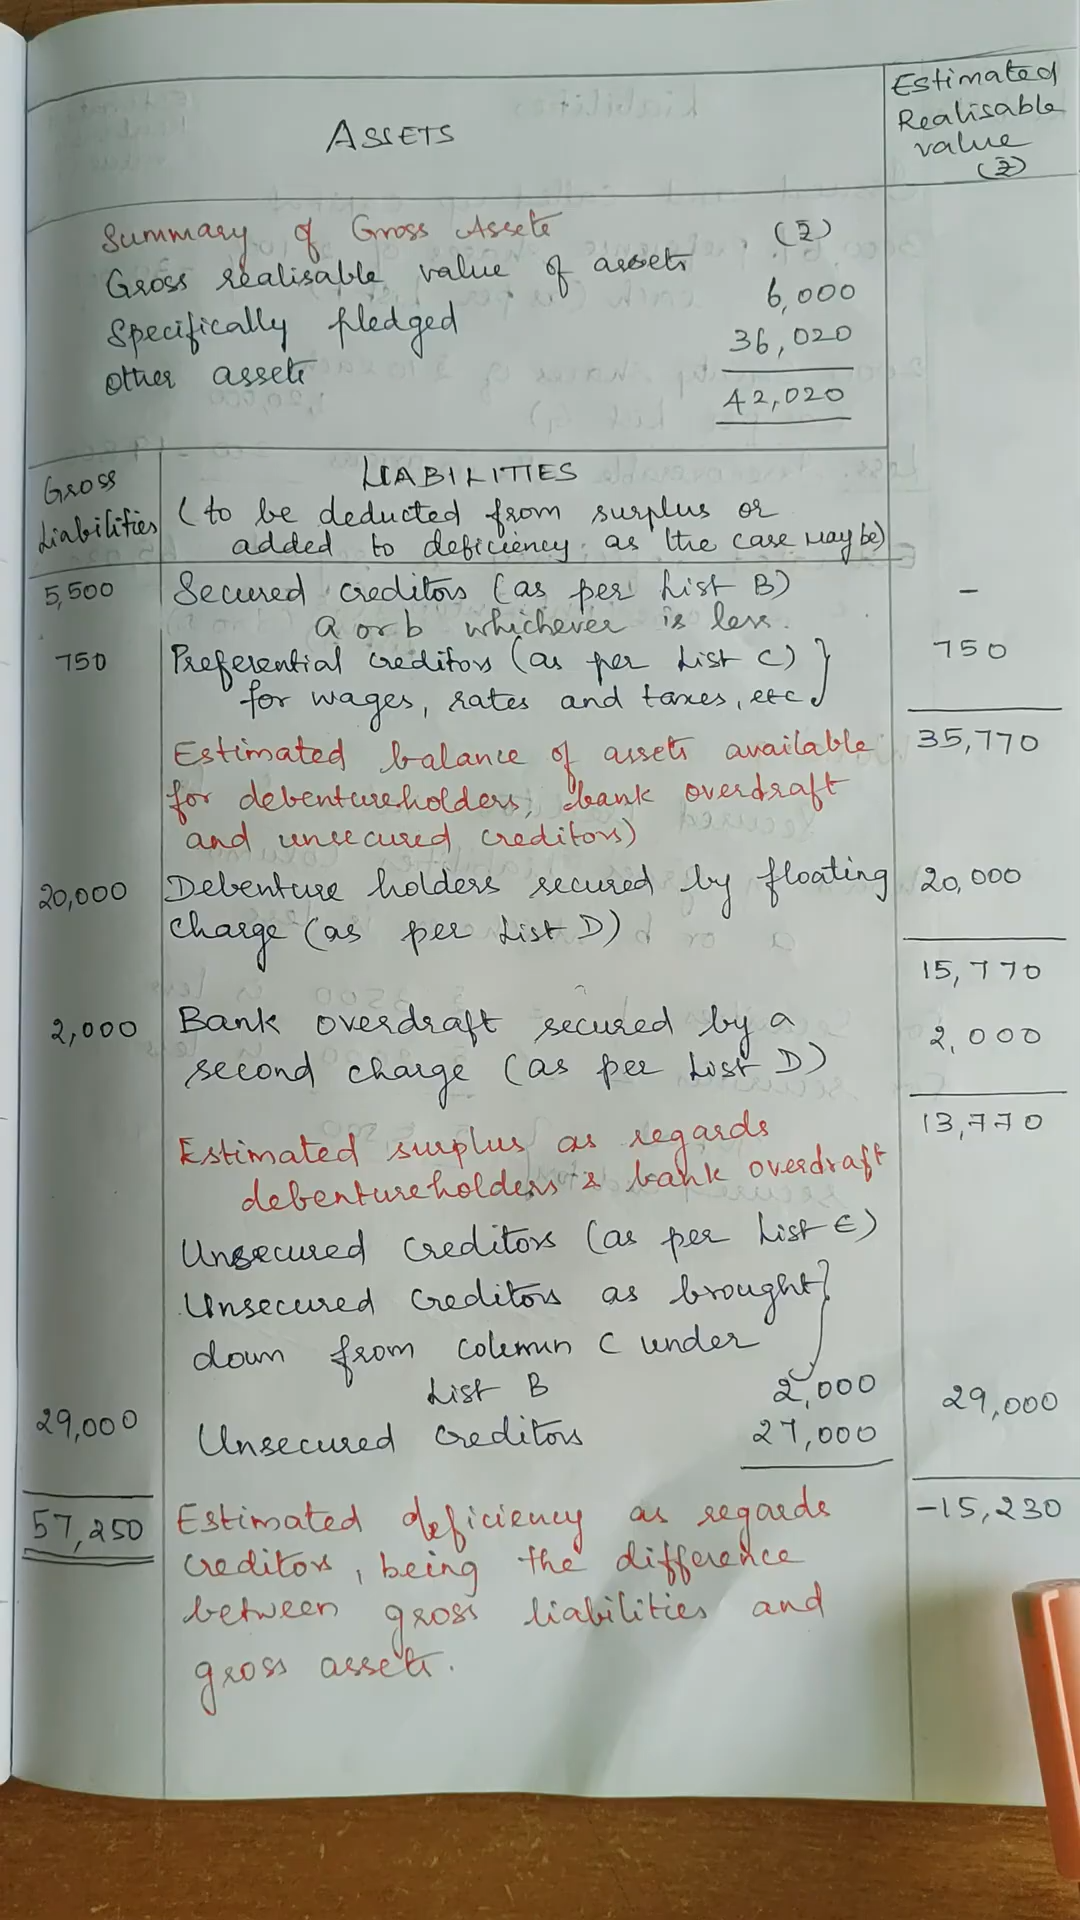 ASSETS
Estimated
Realisable
value
(₹)
Summary of Gross Assets (₹)
Gross realisable value of assets
Specifically pledged 6,000
Other assets 36,020
42,020
Gross
Liabilities
LIABILITIES
(to be deducted from surplus or
added to deficiency as the case may be)
5,500 Secured creditors (as per List B) -
a or b whichever is less.
750 Preferential creditors (as per List C) 750
for wages, rates and taxes, etc
Estimated balance of assets available 35,770
for debentureholders, bank overdraft
and unsecured creditors)
20,000 Debenture holders secured by floating 20,000
charge (as per List D)
15,770
2,000 Bank overdraft secured by a 2,000
second charge (as per List D)
13,770
Estimated surplus as regards
debentureholders & bank overdraft
Unsecured creditors (as per List E)
Unsecured creditors as brought
down from column C under
List B 2,000 29,000
29,000 Unsecured creditors 27,000
57,250 Estimated deficiency as regards -15,230
creditors, being the difference
between gross liabilities and
gross assets.